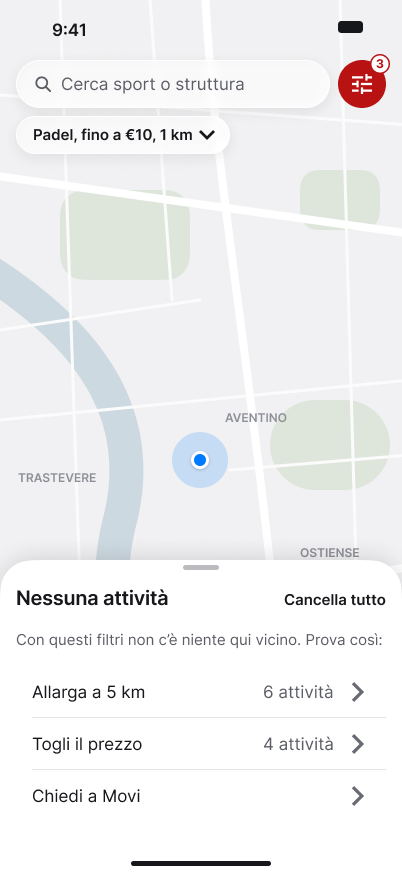 9:41
Cerca sport o struttura
3
Padel, fino a €10, 1 km
AVENTINO
TRASTEVERE
OSTIENSE
Nessuna attività
Cancella tutto
Con questi filtri non c’è niente qui vicino. Prova così:
Allarga a 5 km
6 attività
Togli il prezzo
4 attività
Chiedi a Movi